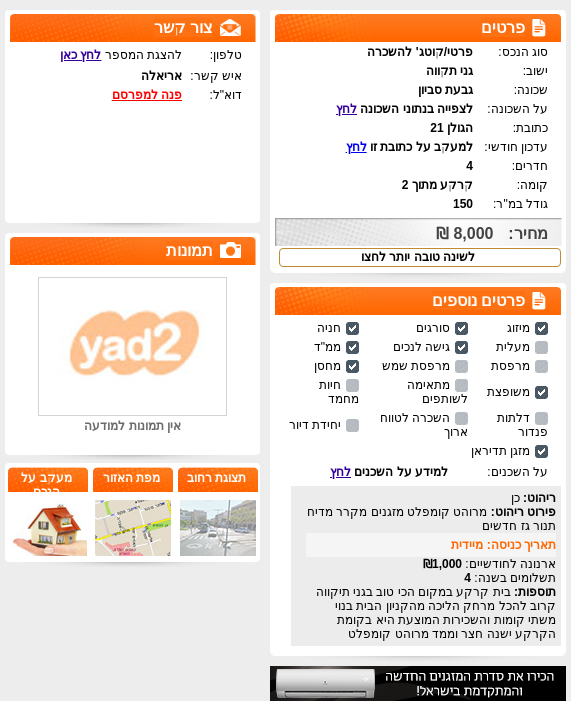 פרטים
סוג הנכס: פרטי/קוטג' להשכרה
ישוב: גני תקווה
שכונה: גבעת סביון
על השכונה: לצפייה בנתוני השכונה לחץ
כתובת: הגולן 21
עדכון חודשי: למעקב על כתובת זו לחץ
חדרים: 4
קומה: קרקע מתוך 2
גודל במ"ר: 150
מחיר: 8,000 ₪
לשינה טובה יותר לחצו
פרטים נוספים
מיזוג סורגים חניה
מעלית גישה לנכים ממ"ד
מרפסת מרפסת שמש מחסן
משופצת מתאימה לשותפים חיות מחמד
דלתות פנדור השכרה לטווח ארוך יחידת דיור
מזגן תדיראן
על השכנים: למידע על השכנים לחץ
ריהוט: כן
פירוט ריהוט: מרוהט קומפלט מזגנים מקרר מדיח
תנור גז חדשים
תאריך כניסה: מיידית
ארנונה לחודשיים: 1,000₪
תשלומים בשנה: 4
תוספות: בית קרקע במקום הכי טוב בגני תיקווה
קרוב להכל מרחק הליכה מהקניון הבית בנוי
משתי קומות והשכירות המוצעת היא בקומת
הקרקע ישנה חצר וממד מרוהט קומפלט
הכירו את סדרת המזגנים החדשה
והמתקדמת בישראל!
צור קשר
טלפון: להצגת המספר לחץ כאן
איש קשר: אריאלה
דוא"ל: פנה למפרסם
תמונות
yad2
אין תמונות למודעה
תצוגת רחוב
מפת האזור
מעקב על
הנכס